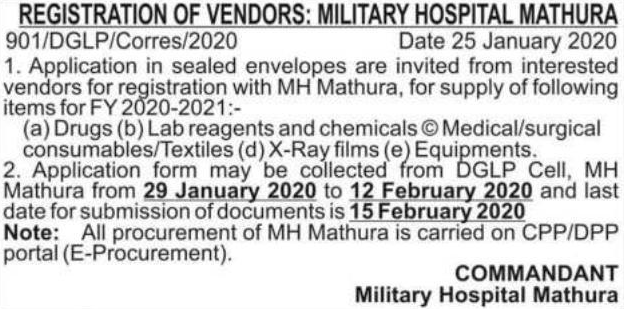 REGISTRATION OF VENDORS: MILITARY HOSPITAL MATHURA
901/DGLP/Corres/2020 Date 25 January 2020
1. Application in sealed envelopes are invited from interested
vendors for registration with MH Mathura, for supply of following
items for FY 2020-2021:-
(a) Drugs (b) Lab reagents and chemicals © Medical/surgical
consumables/Textiles (d) X-Ray films (e) Equipments.
2. Application form may be collected from DGLP Cell, MH
Mathura from 29 January 2020 to 12 February 2020 and last
date for submission of documents is 15 February 2020
Note: All procurement of MH Mathura is carried on CPP/DPP
portal (E-Procurement).
COMMANDANT
Military Hospital Mathura